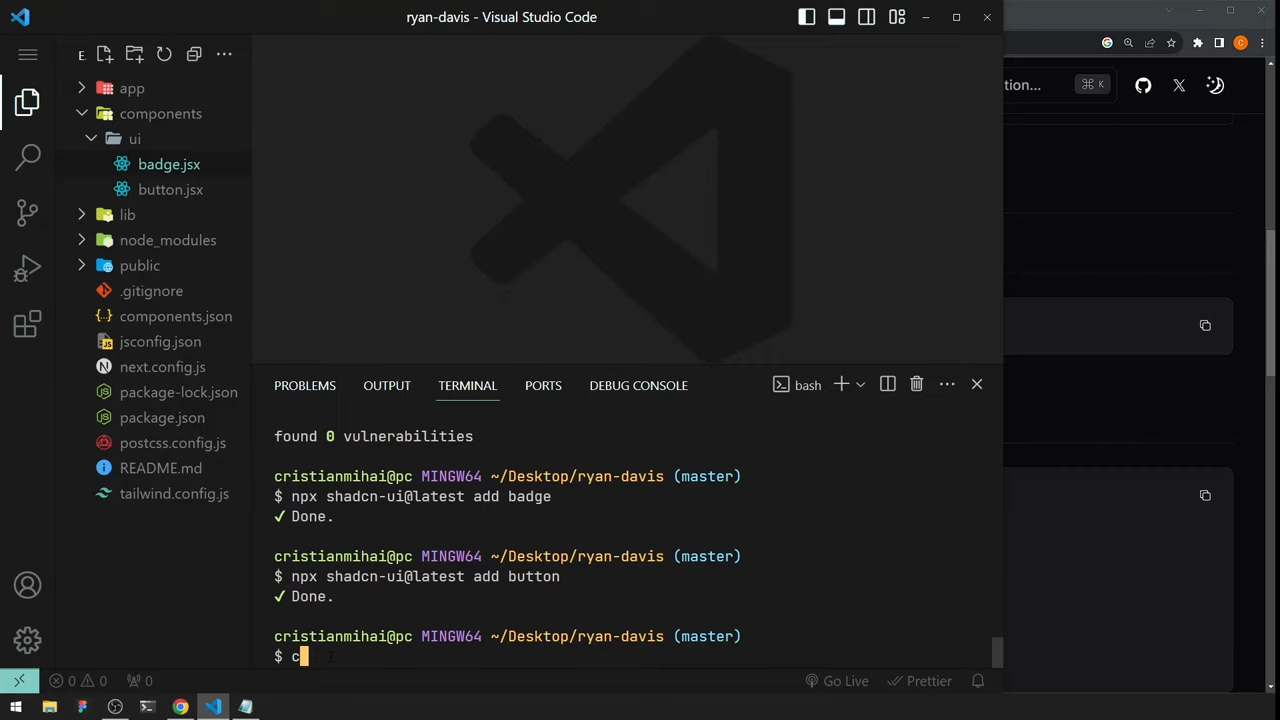 ryan-davis - Visual Studio Code
E
app
components
ui
badge.jsx
button.jsx
lib
node_modules
public
.gitignore
components.json
jsconfig.json
next.config.js
package-lock.json
package.json
postcss.config.js
README.md
tailwind.config.js
PROBLEMS OUTPUT TERMINAL PORTS DEBUG CONSOLE bash
found 0 vulnerabilities
cristianmihai@pc MINGW64 ~/Desktop/ryan-davis (master)
$ npx shadcn-ui@latest add badge
✓ Done.
cristianmihai@pc MINGW64 ~/Desktop/ryan-davis (master)
$ npx shadcn-ui@latest add button
✓ Done.
cristianmihai@pc MINGW64 ~/Desktop/ryan-davis (master)
$ c
0 0 0 Go Live Prettier
tion... ⌘ K
C